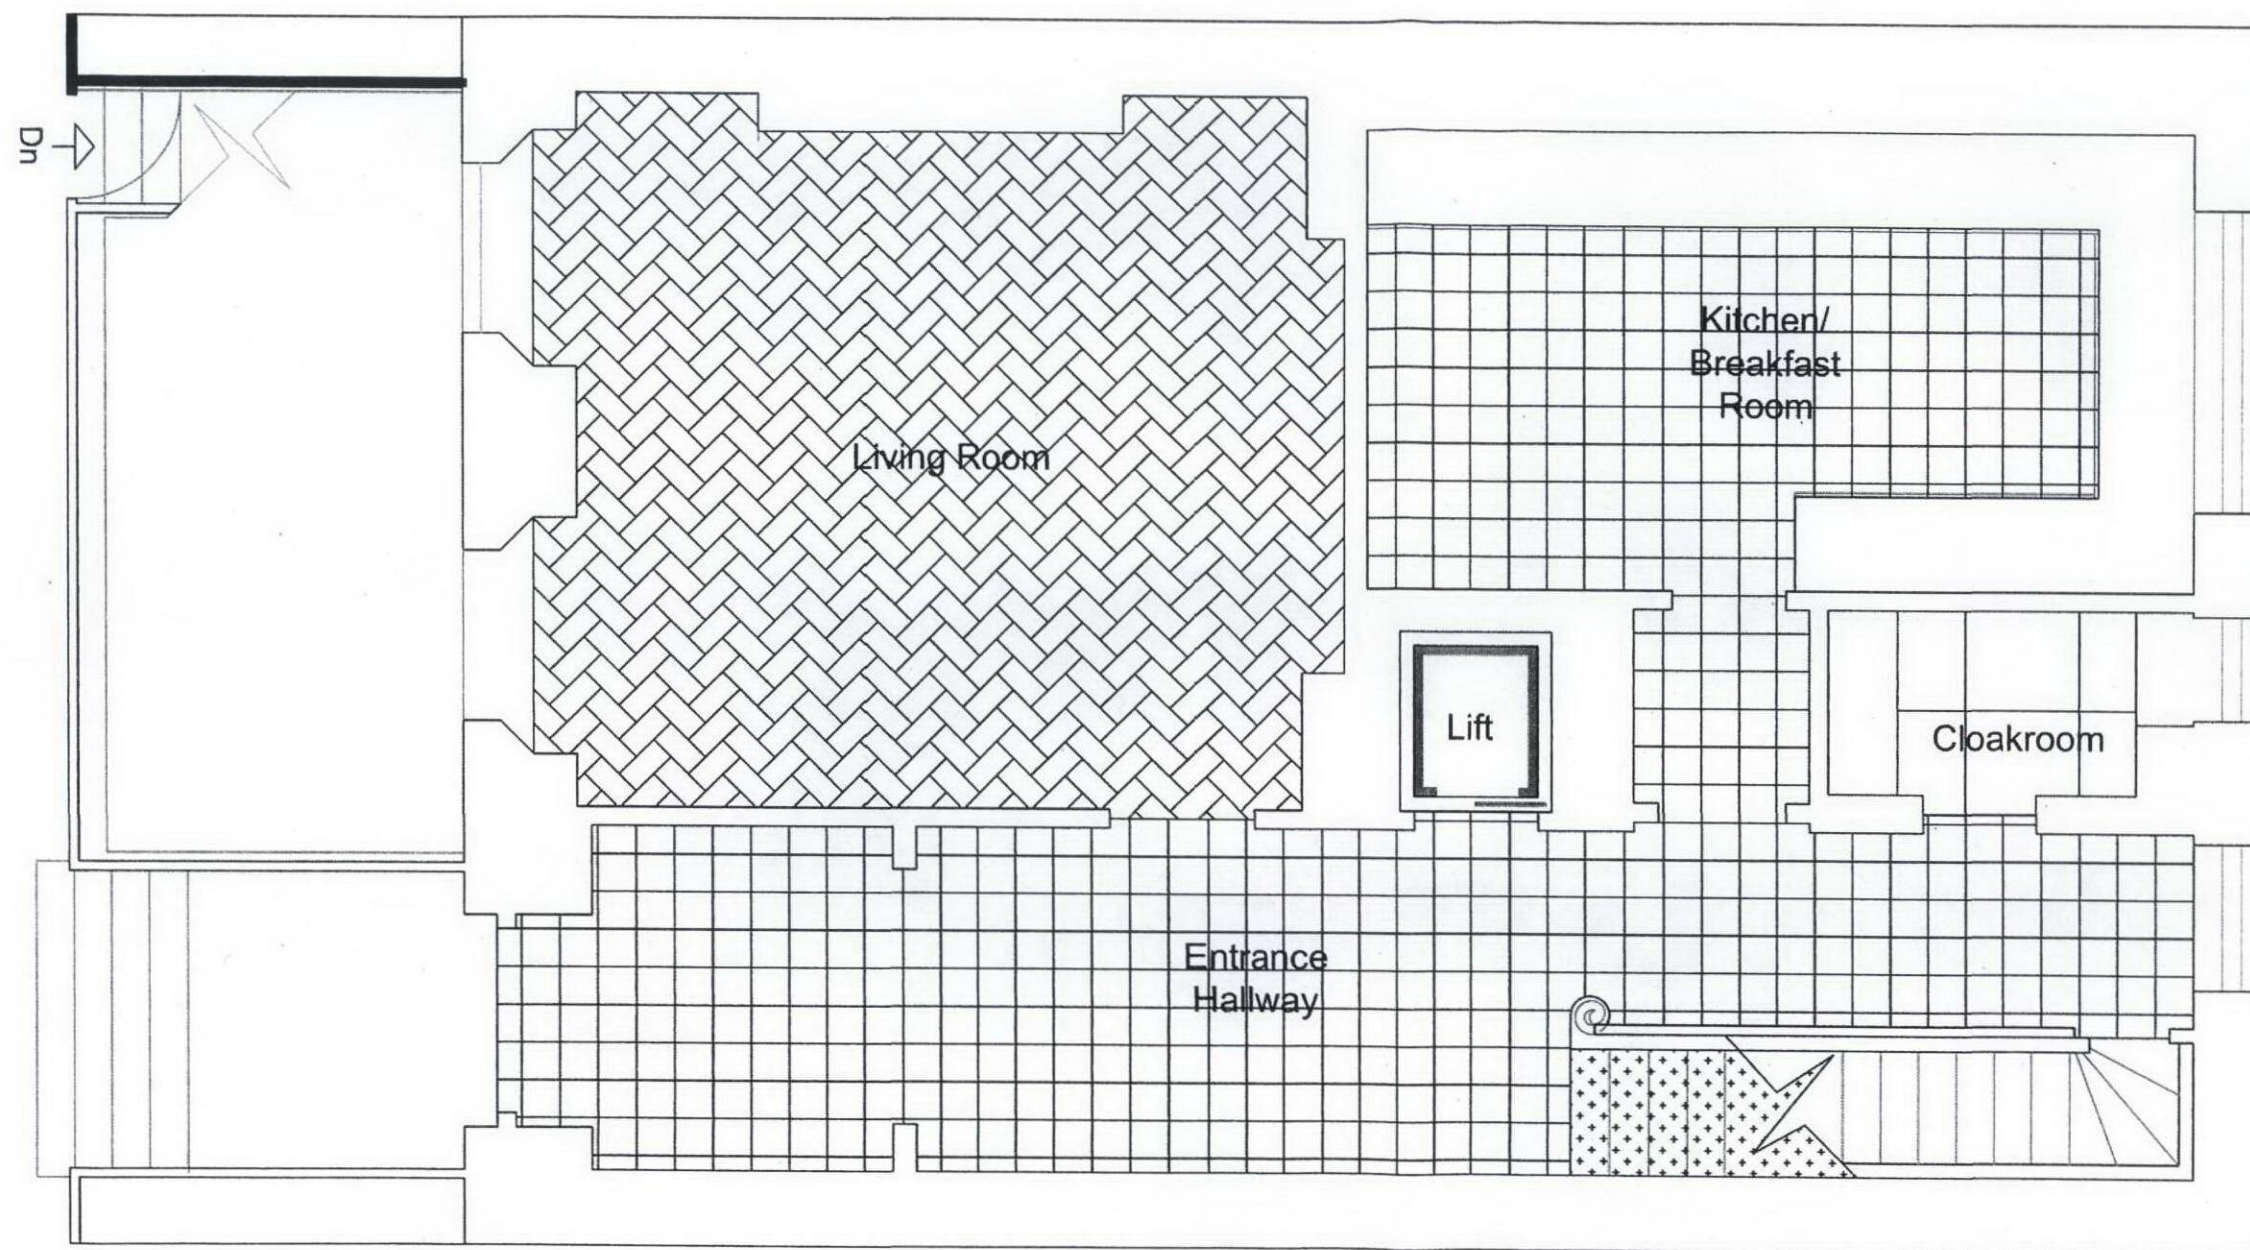 Dn
Living Room
Kitchen/
Breakfast
Room
Lift
Cloakroom
Entrance
Hallway